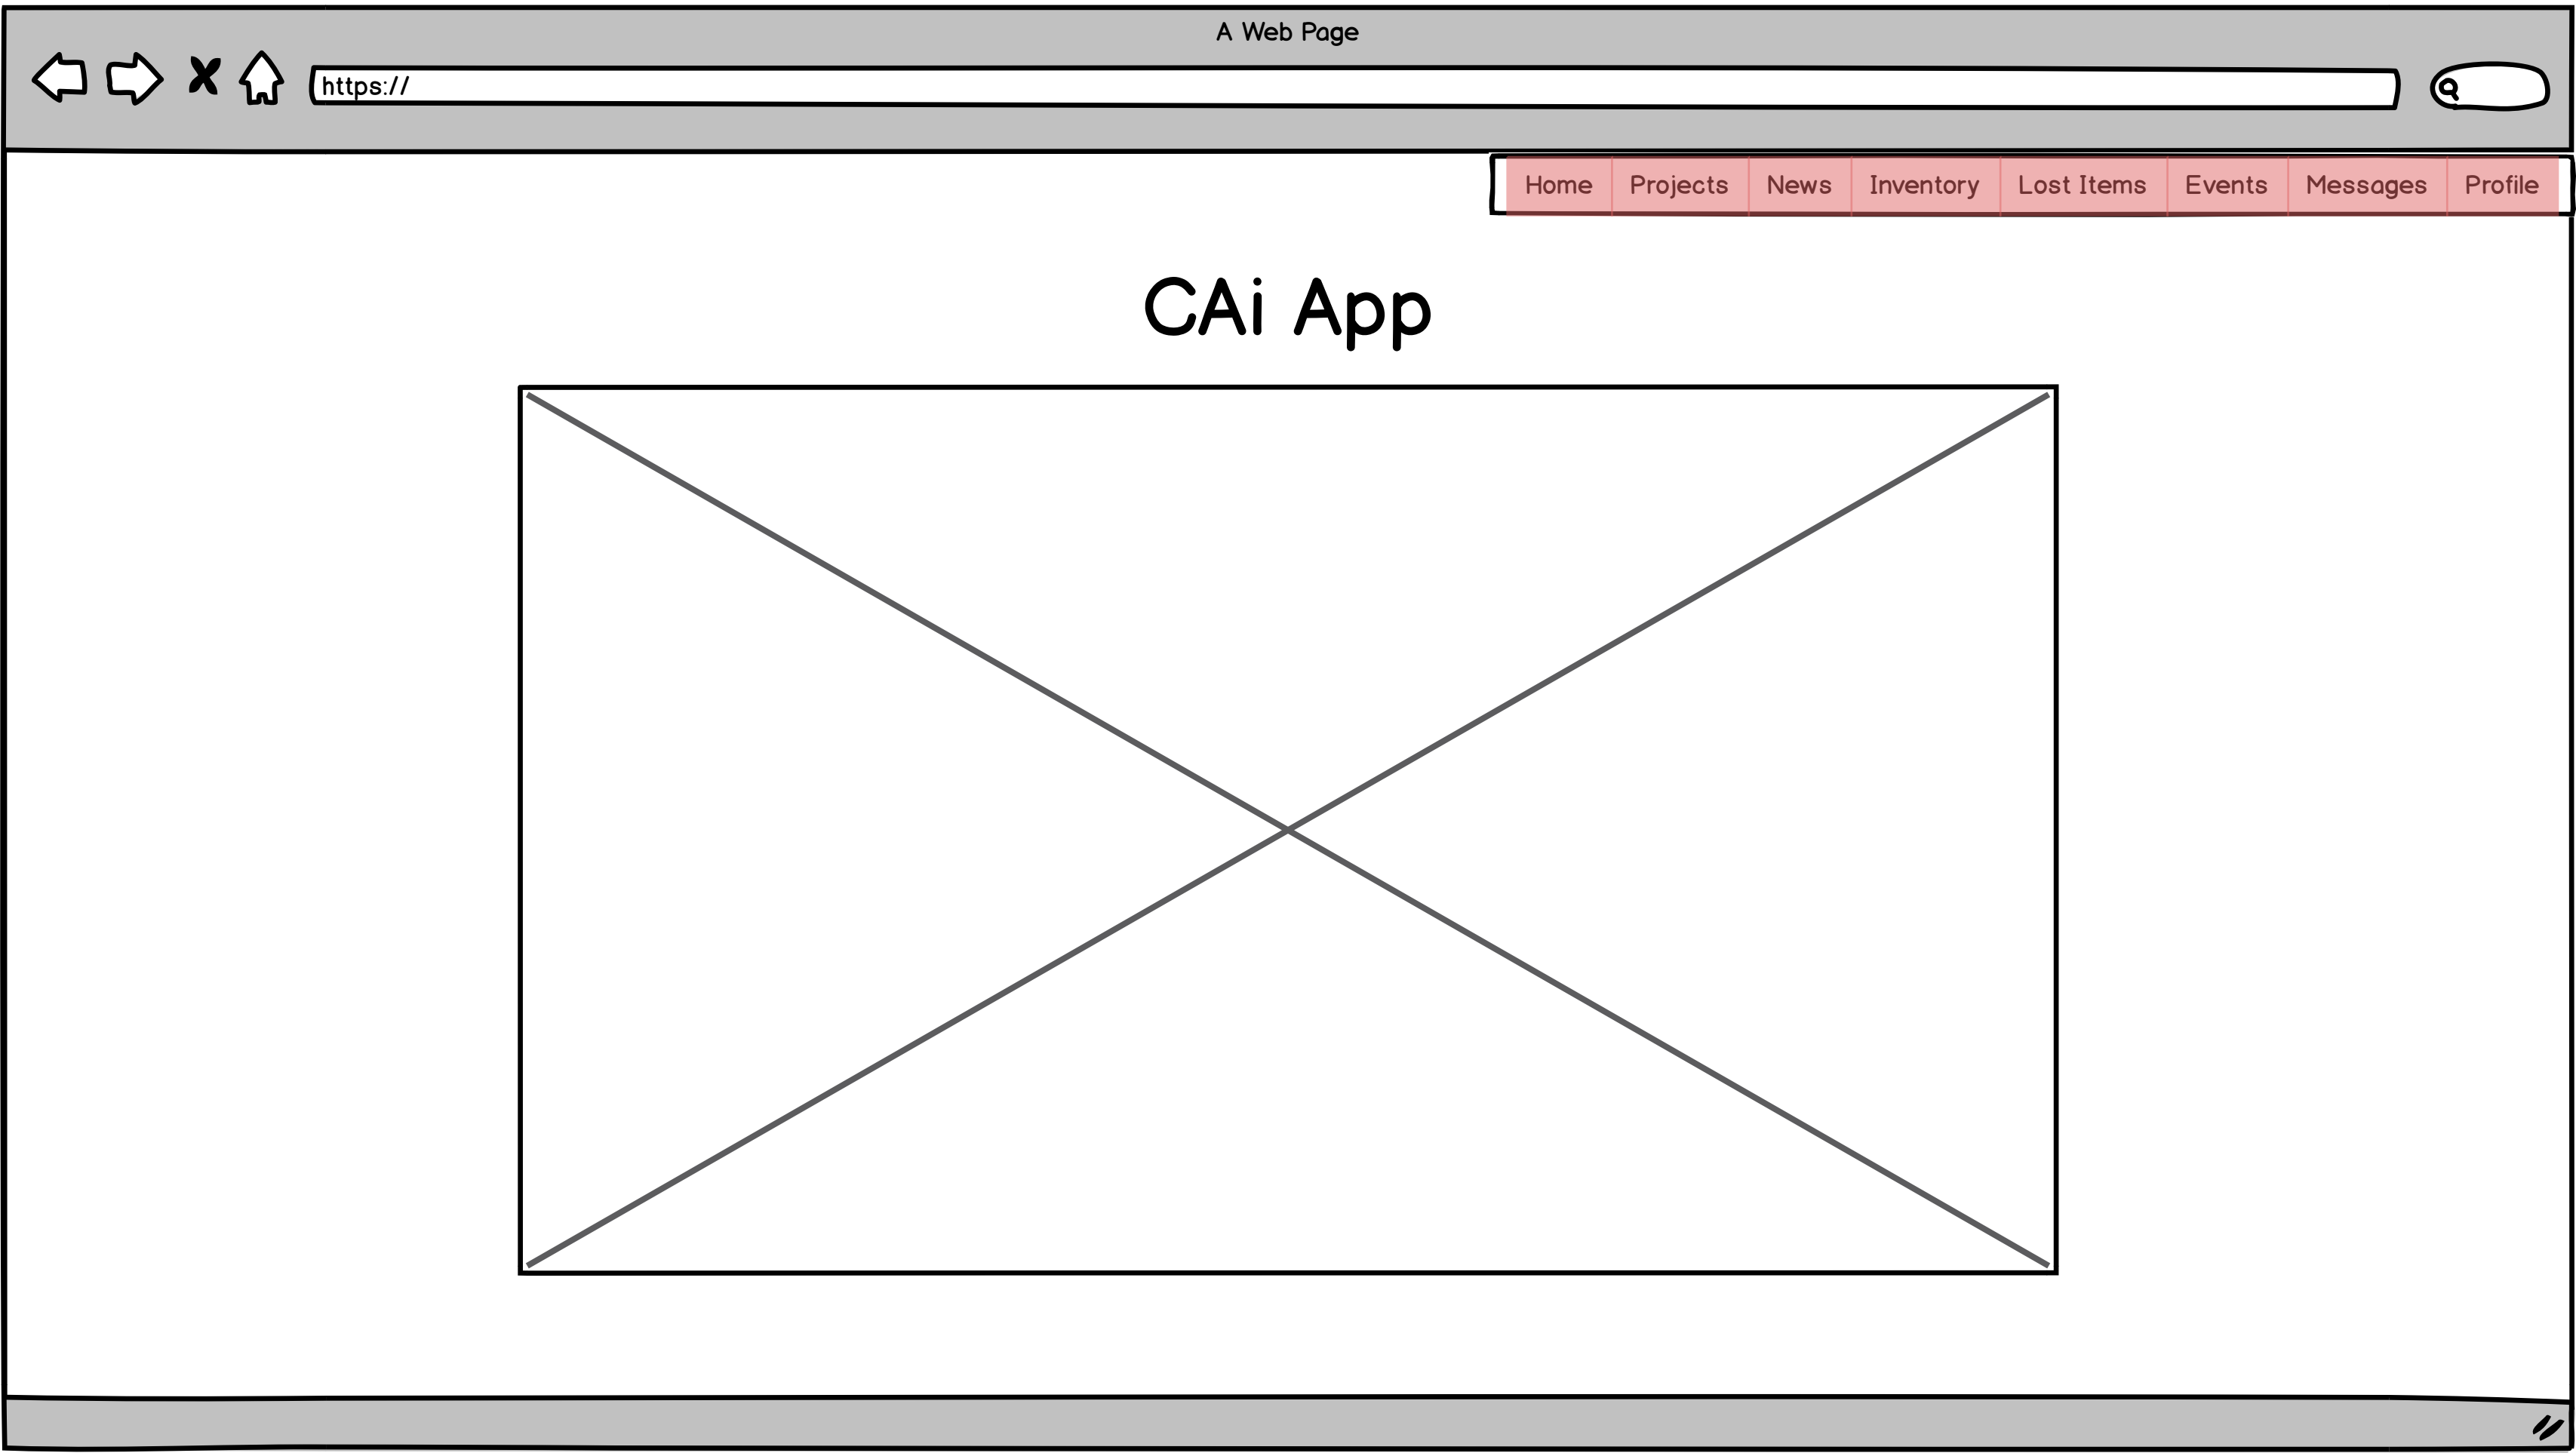 A Web Page
https://
Home Projects News Inventory Lost Items Events Messages Profile
CAi App